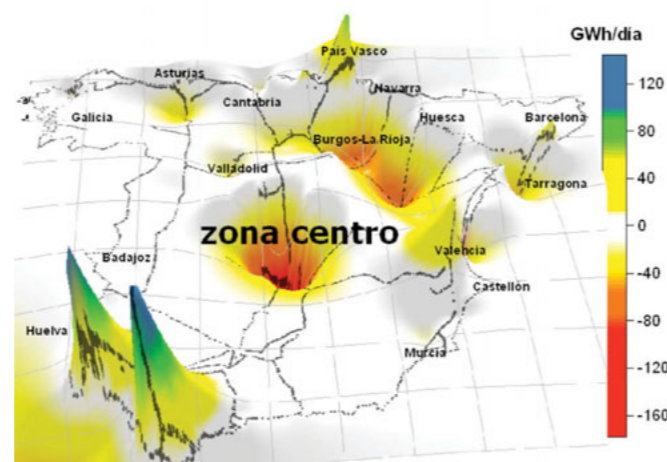 GWh/día
País Vasco
Asturias
Cantabria
Navarra
Galicia
Huesca
Barcelona
Burgos-La Rioja
Valladolid
Tarragona
zona centro
Badajoz
Valencia
Castellón
Huelva
Murcia
120
80
40
0
-40
-80
-120
-160